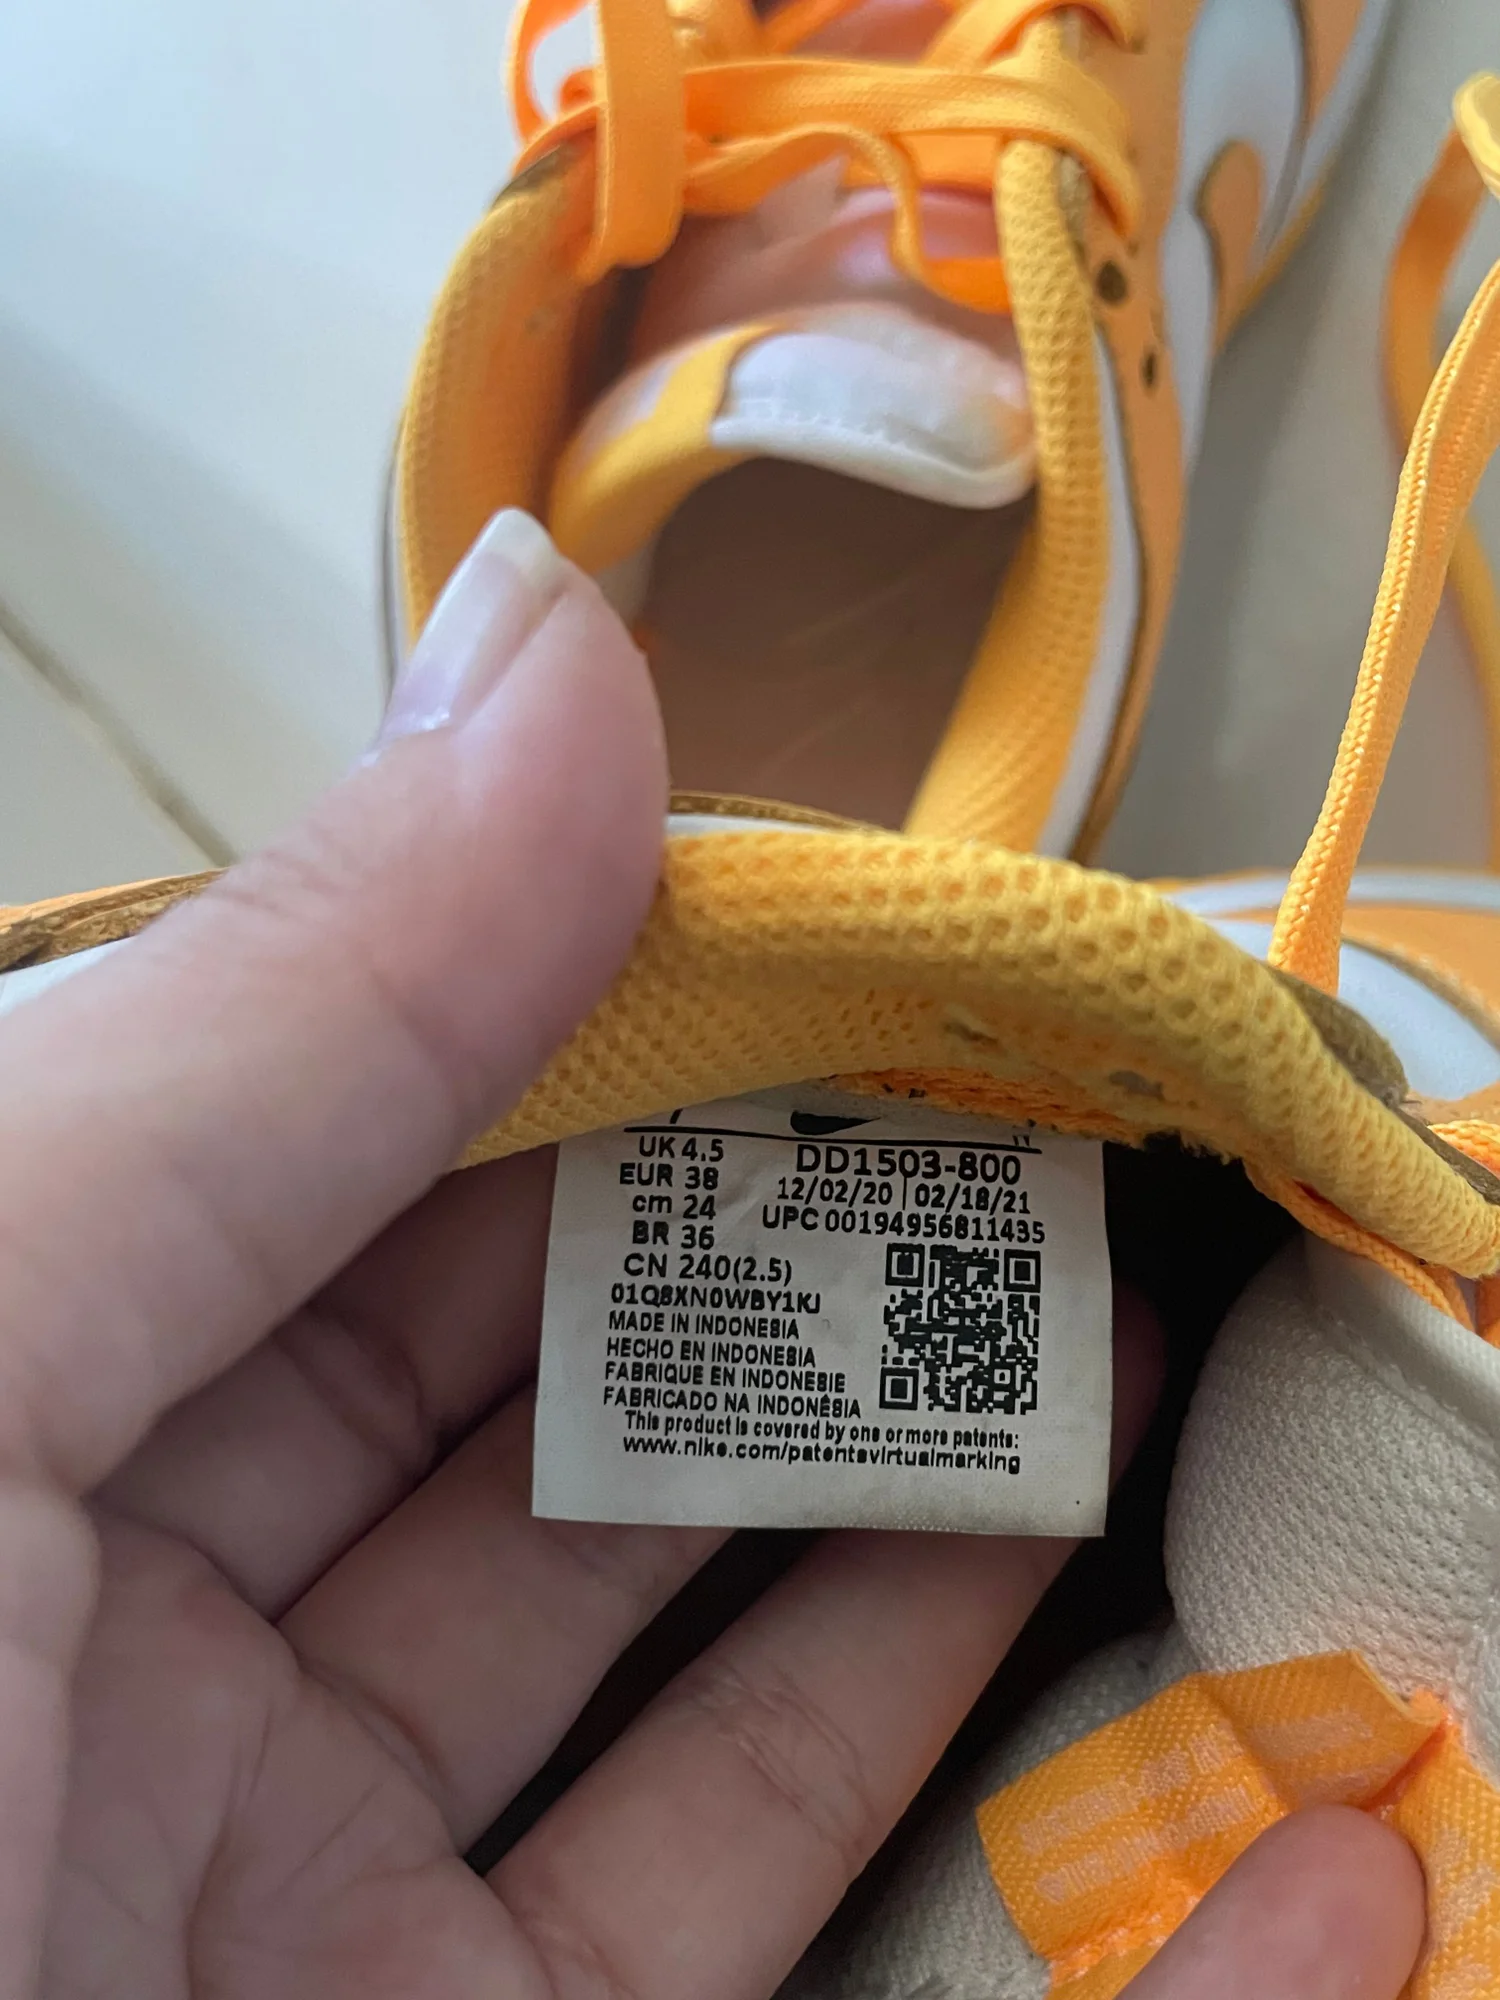 UK 4.5
EUR 38
cm 24
BR 36
CN 240(2.5)
DD1503-800
12/02/20 | 02/18/21
UPC 00194956811435
01Q8XN0WBY1KJ
MADE IN INDONESIA
HECHO EN INDONESIA
FABRIQUE EN INDONESIE
FABRICADO NA INDONÉSIA
This product is covered by one or more patents:
www.nike.com/patentsvirtualmarking